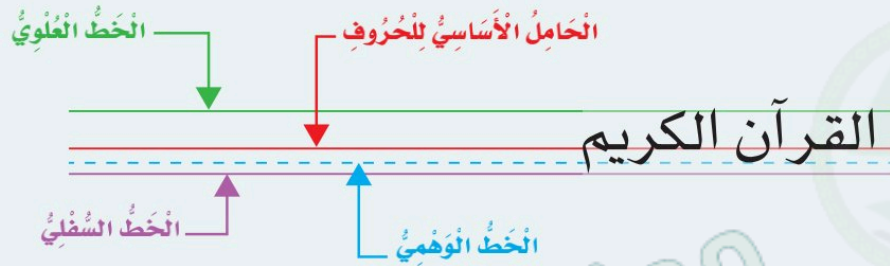 الْحَامِلُ الْأَسَاسِيُّ لِلْحُرُوفِ
الْخَطُّ الْعُلْوِيُّ
القرآن الكريم
الْخَطُّ الْوَهْمِيُّ
الْخَطُّ السُّفْلِيُّ